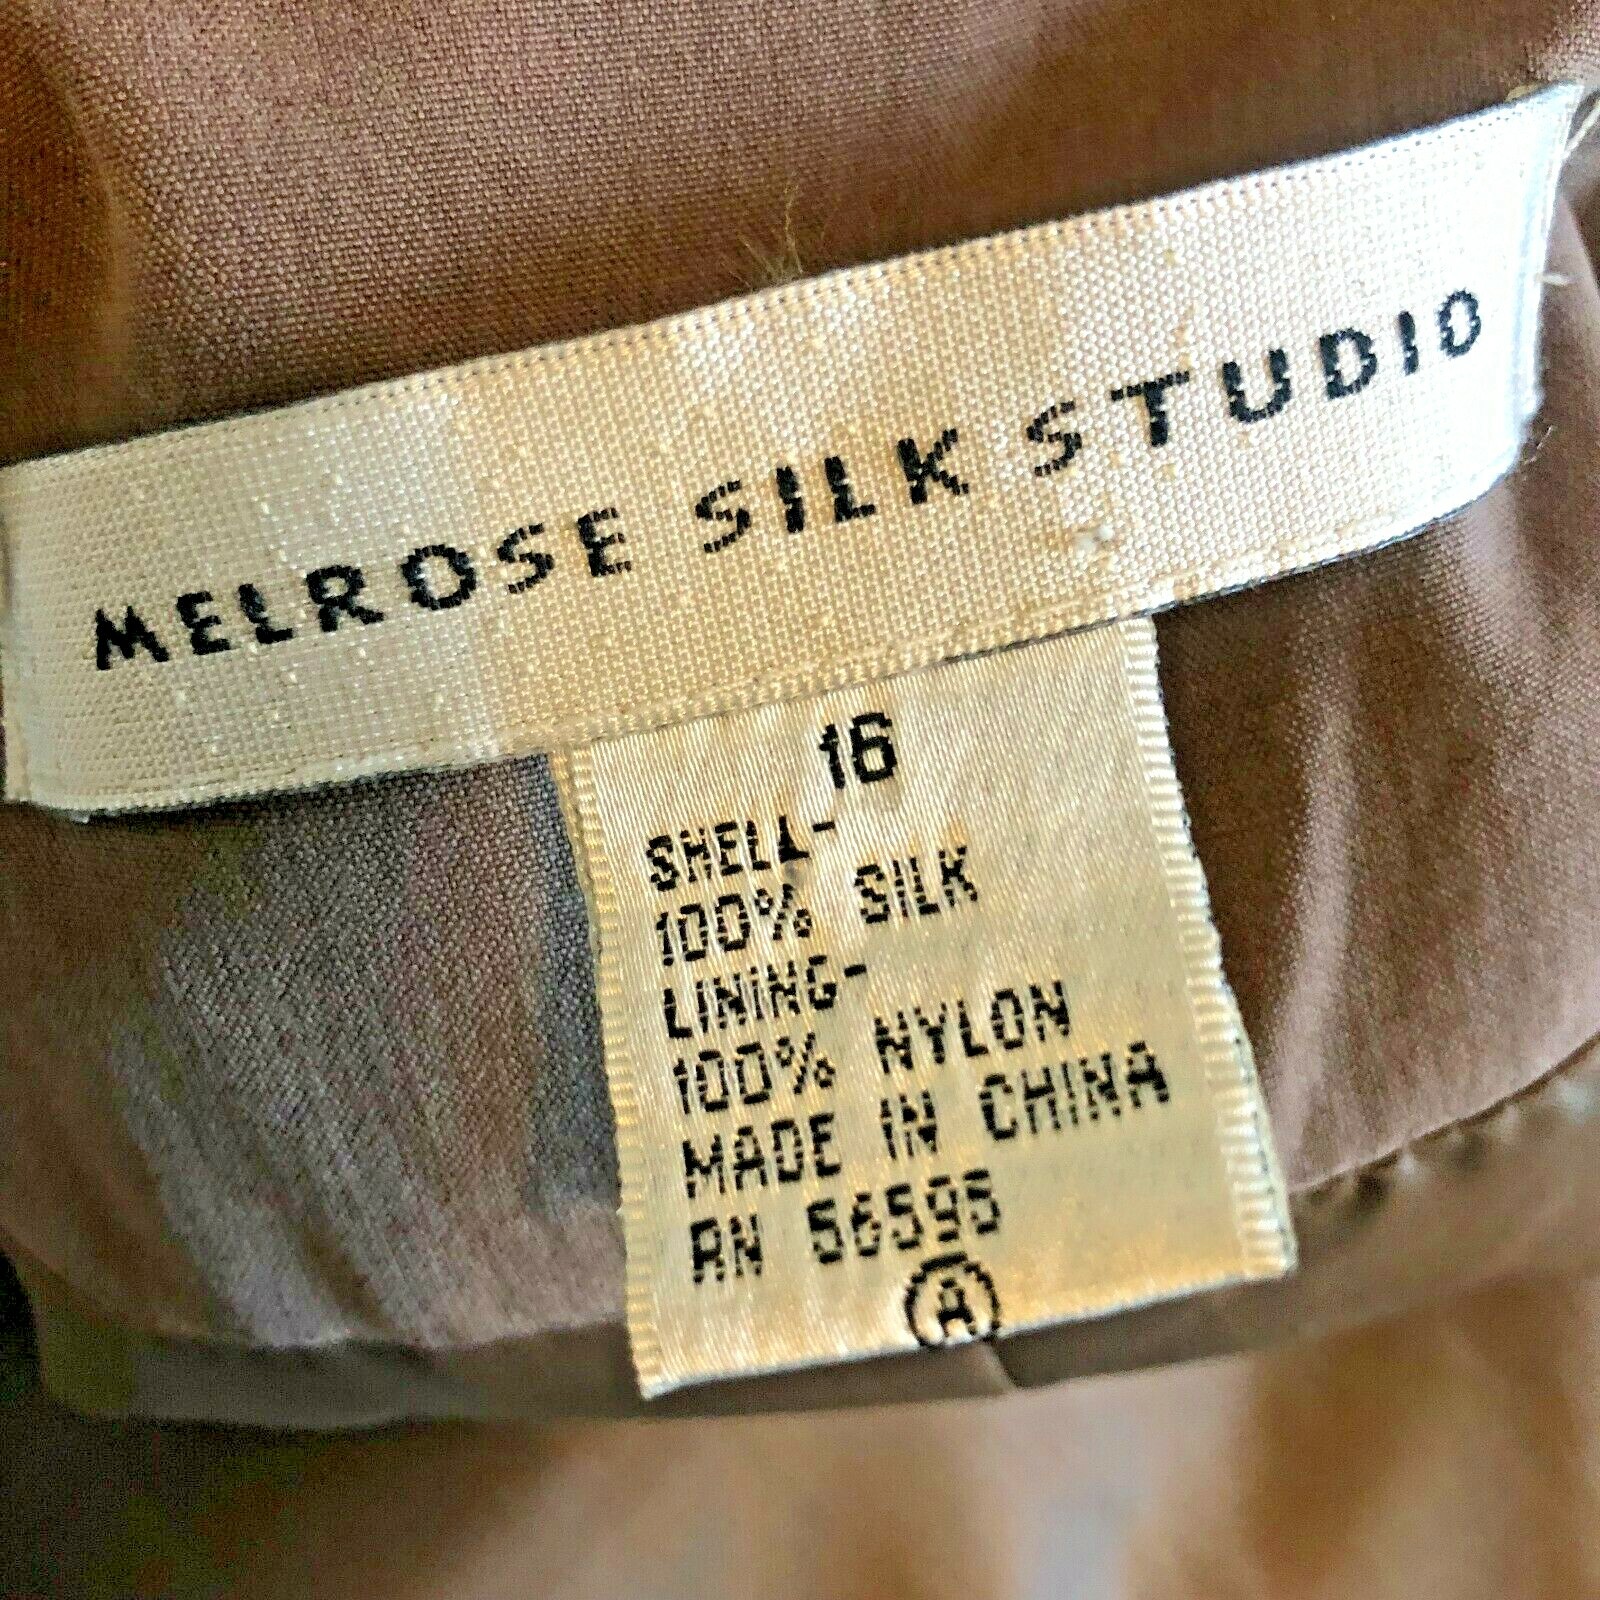 MELROSE SILK STUDIO
16
SHELL-
100% SILK
LINING-
100% NYLON
MADE IN CHINA
RN 56595
A